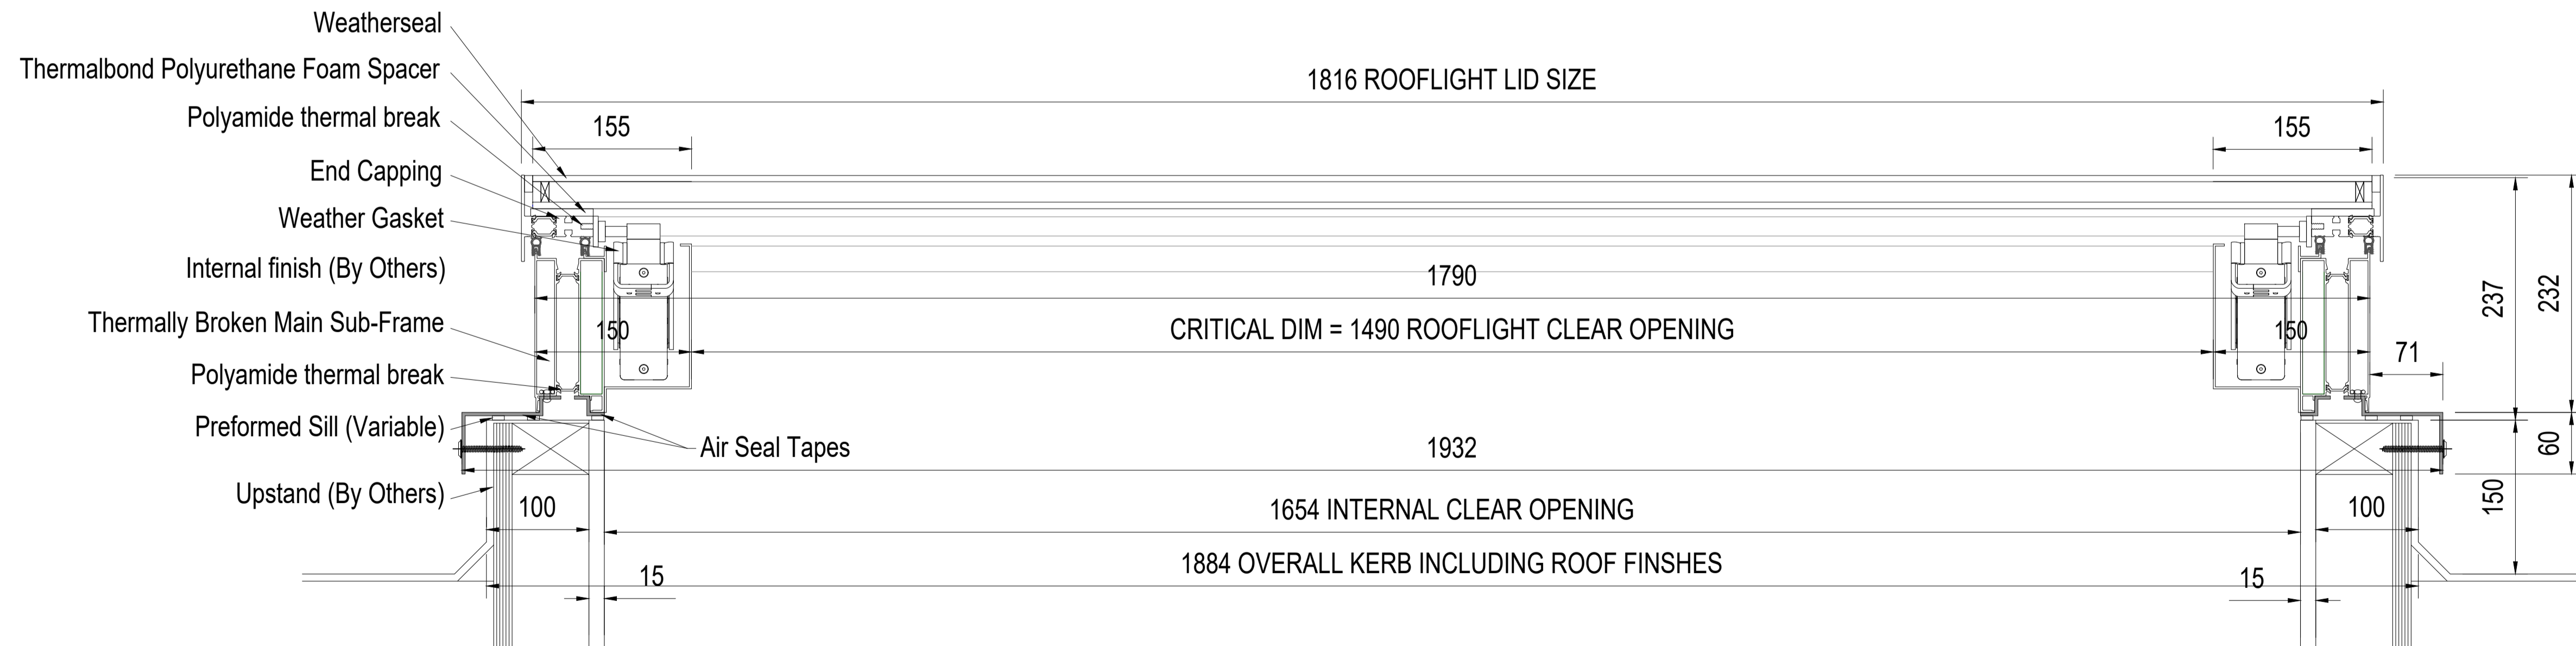 Weatherseal
Thermalbond Polyurethane Foam Spacer
Polyamide thermal break
End Capping
Weather Gasket
Internal finish (By Others)
Thermally Broken Main Sub-Frame
Polyamide thermal break
Preformed Sill (Variable)
Upstand (By Others)
Air Seal Tapes
1816 ROOFLIGHT LID SIZE
155
155
1790
150
CRITICAL DIM = 1490 ROOFLIGHT CLEAR OPENING
150
71
237
232
1932
60
150
100
1654 INTERNAL CLEAR OPENING
100
1884 OVERALL KERB INCLUDING ROOF FINSHES
15
15